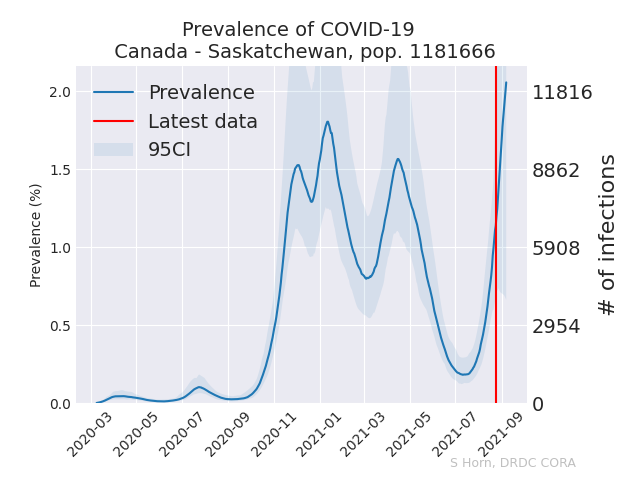 Prevalence of COVID-19
Canada - Saskatchewan, pop. 1181666
Prevalence
Latest data
95CI
Prevalence (%)
2.0
1.5
1.0
0.5
0.0
11816
8862
5908
2954
0
# of infections
2020-03
2020-05
2020-07
2020-09
2020-11
2021-01
2021-03
2021-05
2021-07
2021-09
S Horn, DRDC CORA